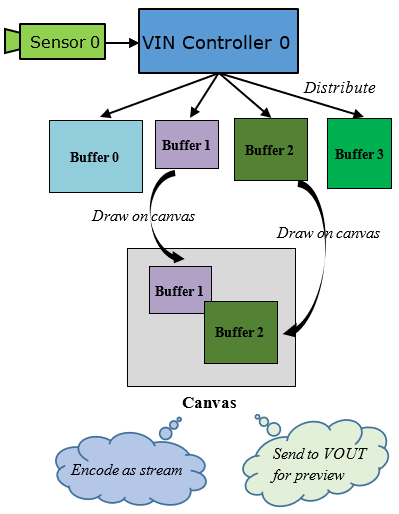 Sensor 0
VIN Controller 0
Distribute
Buffer 0
Buffer 1
Buffer 2
Buffer 3
Draw on canvas
Draw on canvas
Buffer 1
Buffer 2
Canvas
Encode as stream
Send to VOUT
for preview